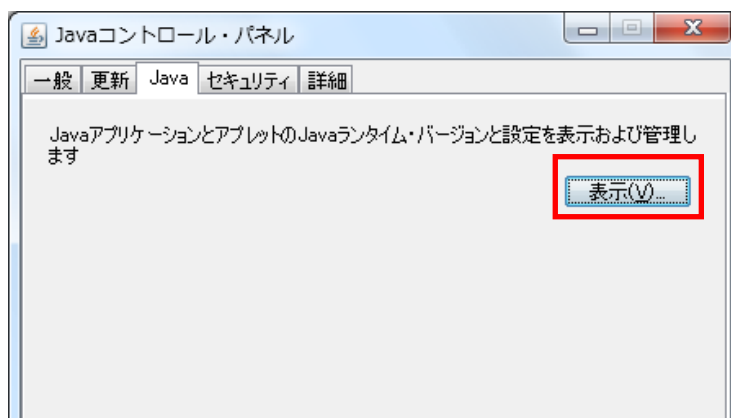 Javaコントロール・パネル
一般 更新 Java セキュリティ 詳細
JavaアプリケーションとアプレットのJavaランタイム・バージョンと設定を表示および管理し
ます
表示(V)...